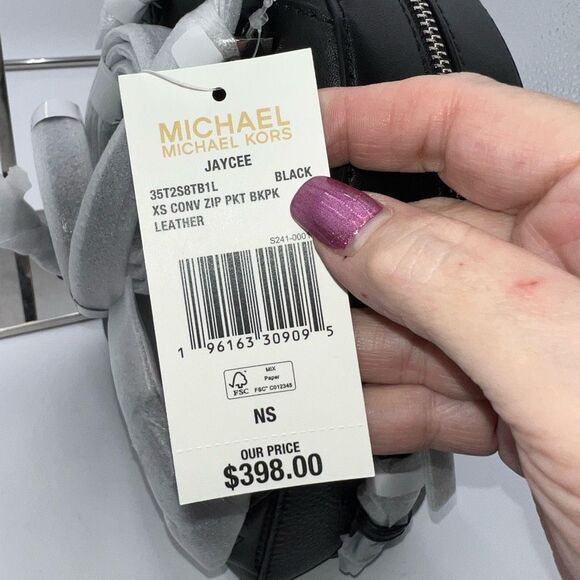 MICHAEL
MICHAEL KORS
JAYCEE
35T2S8TB1L BLACK
XS CONV ZIP PKT BKPK
LEATHER
S241-000
1 96163 30909 5
FSC
MIX
Paper
FSC® C012345
NS
OUR PRICE
$398.00